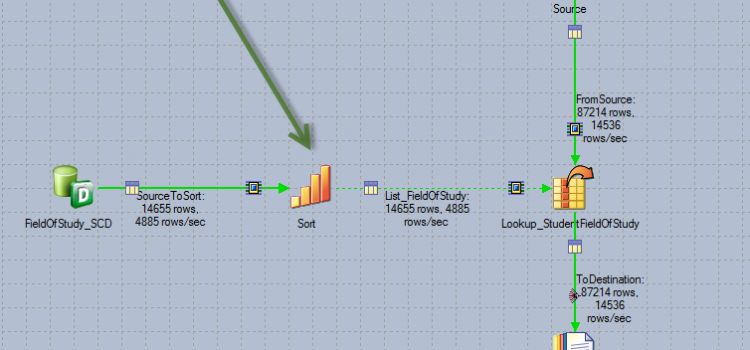 Source
FromSource:
87214 rows,
14536
rows/sec
D
SourceToSort:
14655 rows,
4885 rows/sec
List_FieldOfStudy:
14655 rows, 4885
rows/sec
FieldOfStudy_SCD
Sort
Lookup_StudentFieldOfStudy
ToDestination:
87214 rows,
14536
rows/sec